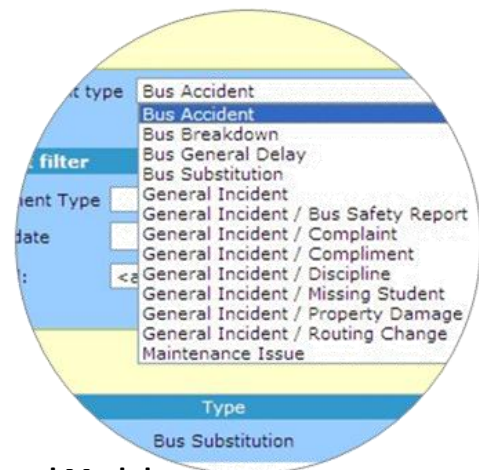 type Bus Accident
Bus Accident
Bus Breakdown
Bus General Delay
Bus Substitution
General Incident
General Incident / Bus Safety Report
General Incident / Complaint
General Incident / Compliment
General Incident / Discipline
General Incident / Missing Student
General Incident / Property Damage
General Incident / Routing Change
Maintenance Issue
filter
Type
date
Type
Bus Substitution